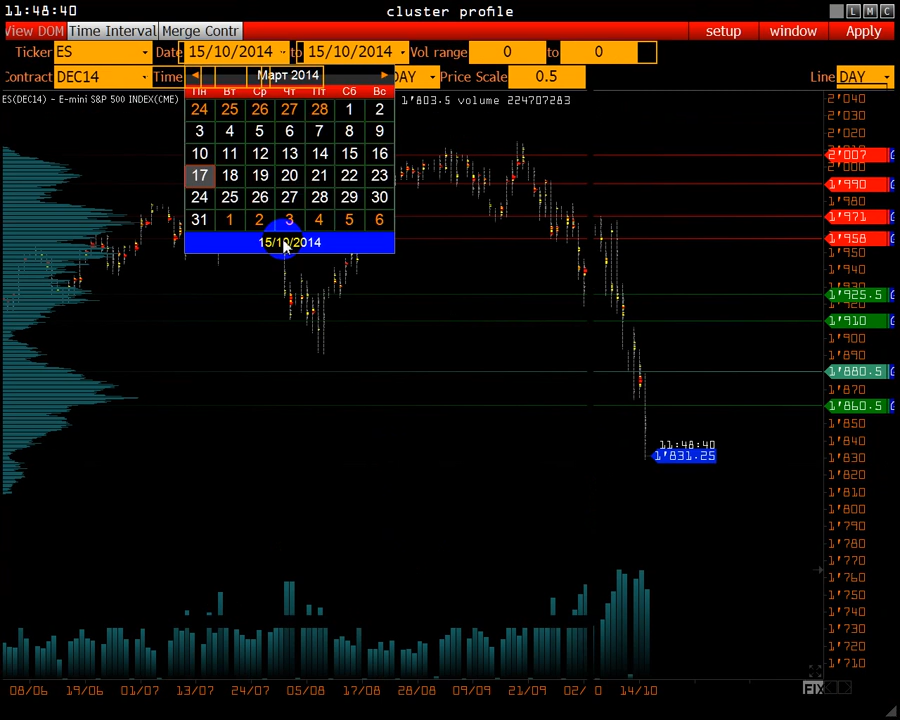 11:48:40 cluster profile L M C
View DOM Time Interval Merge Contr setup window Apply
Ticker ES Date 15/10/2014 to 15/10/2014 Vol range 0 to 0
Contract DEC14 Time DAY Price Scale 0.5 Line DAY
Март 2014
Пн Вт Ср Чт Пт Сб Вс
24 25 26 27 28 1 2
3 4 5 6 7 8 9
10 11 12 13 14 15 16
17 18 19 20 21 22 23
24 25 26 27 28 29 30
31 1 2 3 4 5 6
15/10/2014
ES(DEC14) - E-mini S&P 500 INDEX(CME) 1'803.5 volume 224707283
2'040
2'030
2'020
2'007
2'000
1'990
1'980
1'971
1'958
1'950
1'940
1'925.5
1'920
1'910
1'900
1'890
1'880.5
1'870
1'860.5
1'850
1'840
11:48:40
1'831.25
1'830
1'820
1'810
1'800
1'790
1'780
1'770
1'760
1'750
1'740
1'730
1'720
1'710
08/06 19/06 01/07 13/07 24/07 05/08 17/08 28/08 09/09 21/09 02/ 0 14/10
FIX